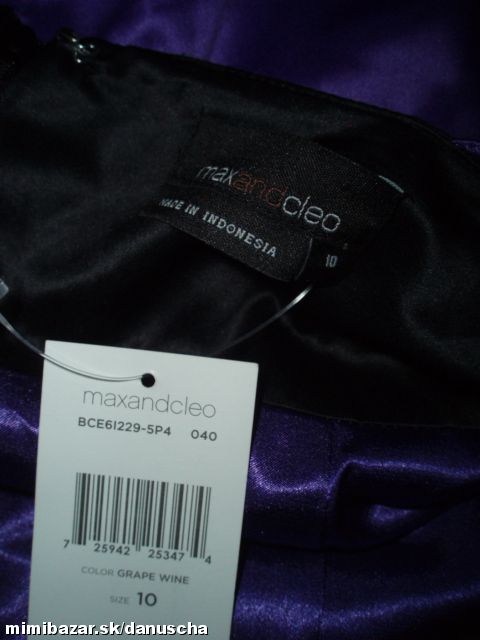 maxandcleo
MADE IN INDONESIA
10
maxandcleo
BCE6I229-5P4 040
7 25942 25347 4
COLOR GRAPE WINE
SIZE 10
mimibazar.sk/danuscha